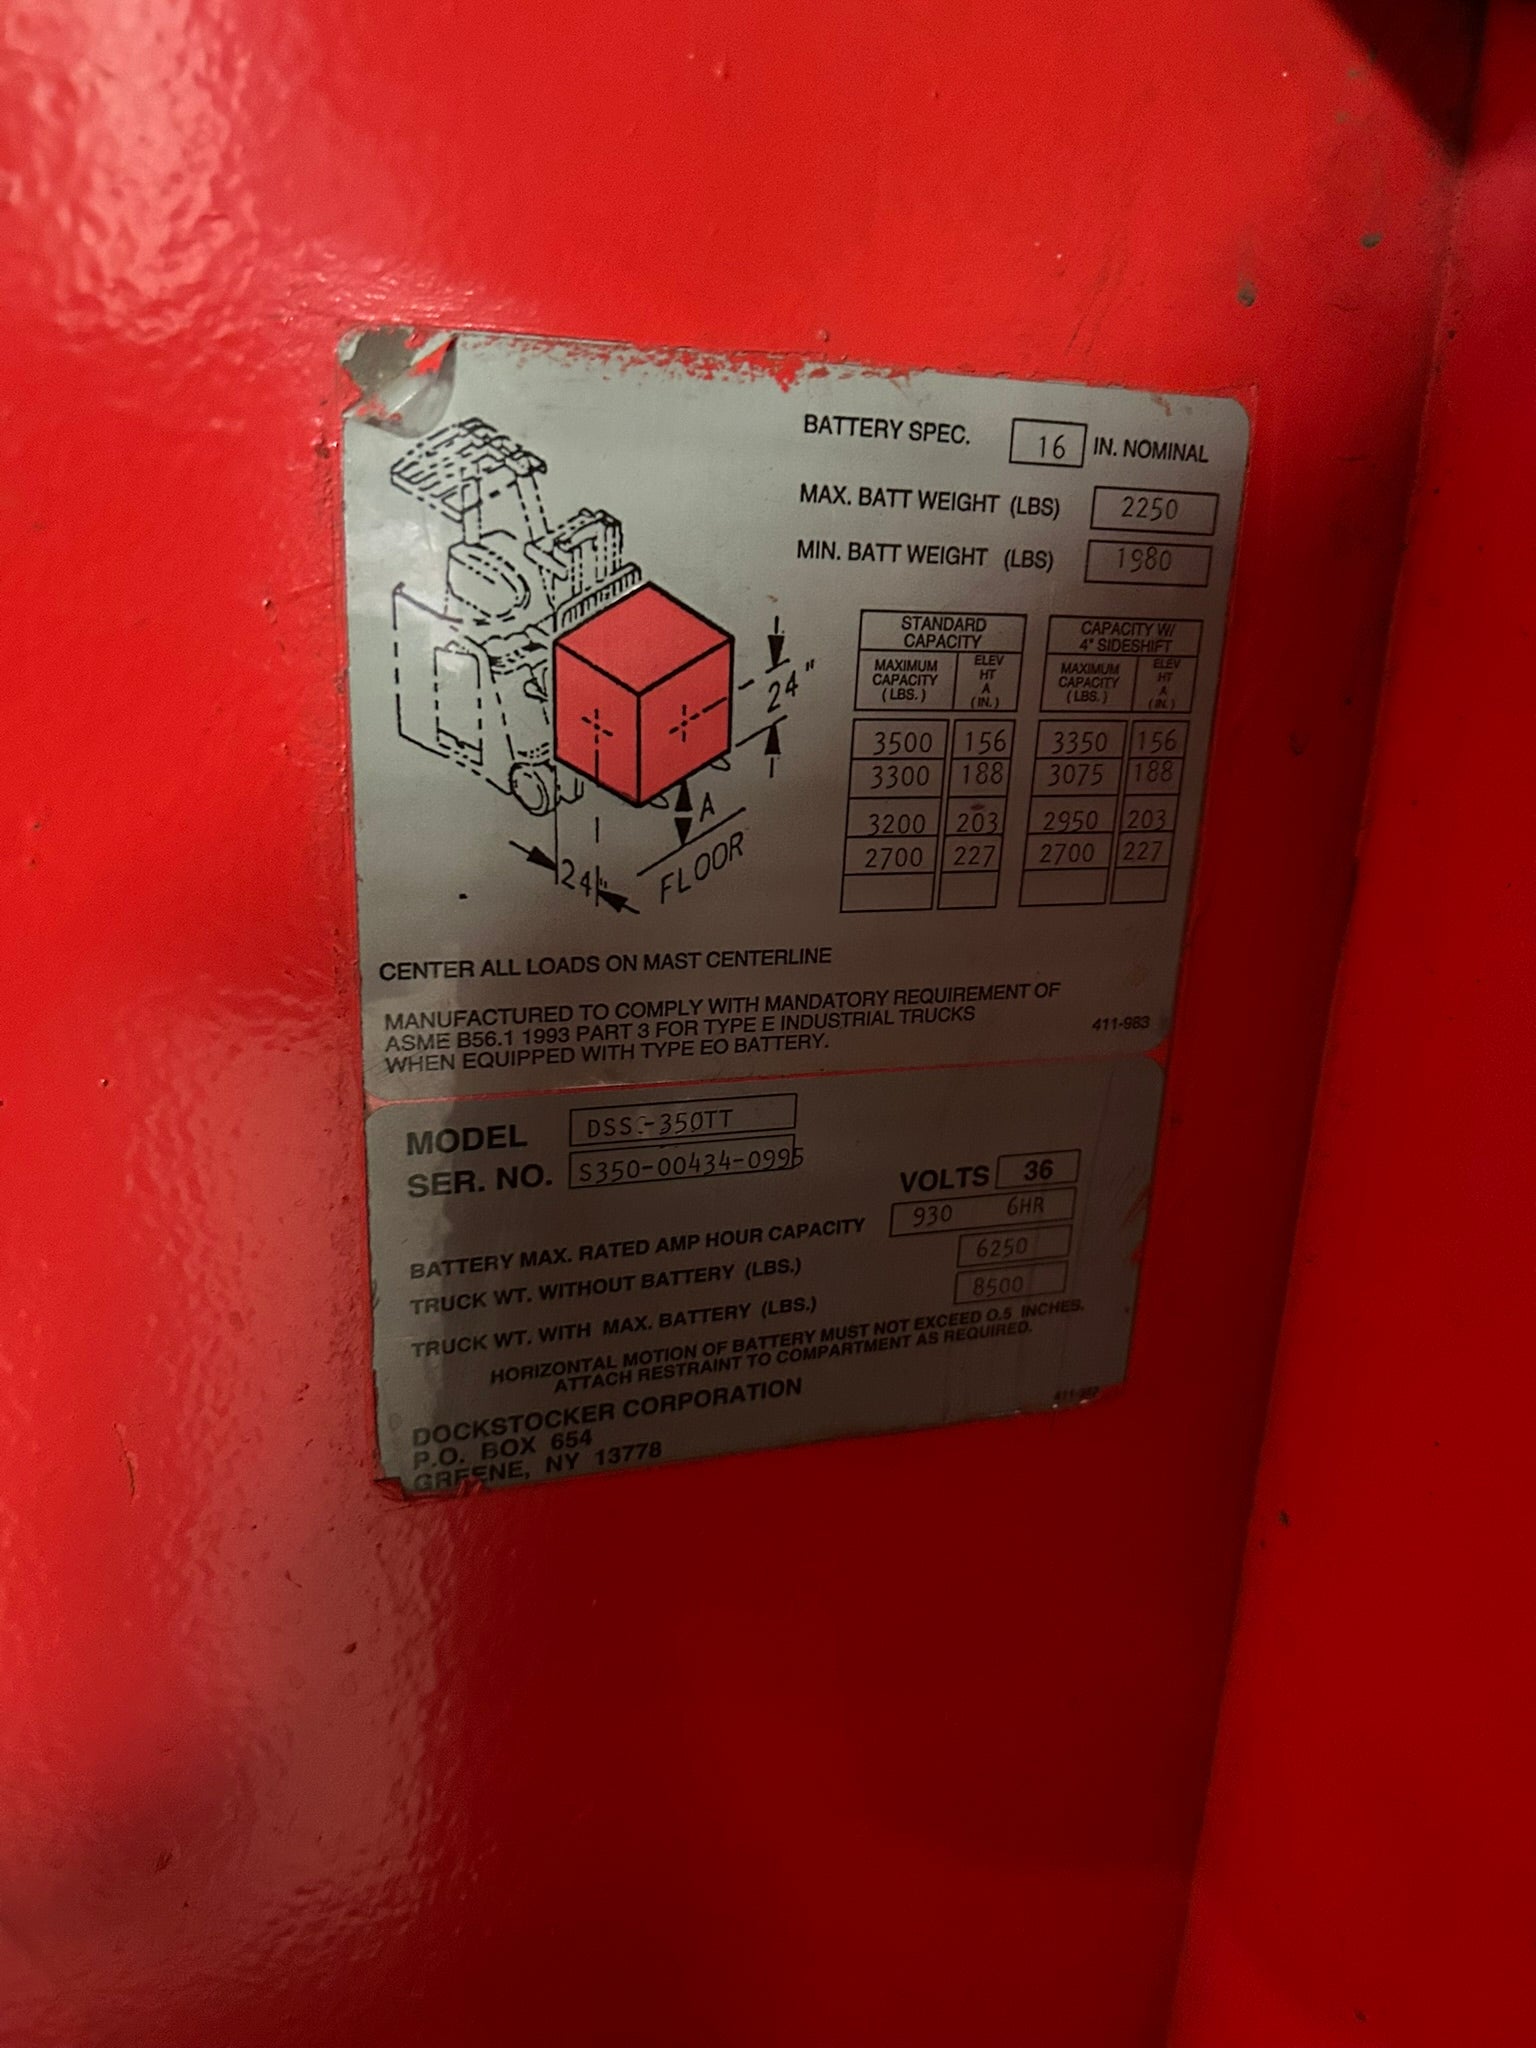 BATTERY SPEC. 16 IN. NOMINAL
MAX. BATT WEIGHT (LBS) 2250
MIN. BATT WEIGHT (LBS) 1980
STANDARD CAPACITY
CAPACITY W/ 4" SIDESHIFT
MAXIMUM CAPACITY (LBS.) ELEV HT A (IN.) MAXIMUM CAPACITY (LBS.) ELEV HT A (IN.)
3500 156 3350 156
3300 188 3075 188
3200 203 2950 203
2700 227 2700 227
24"
A
FLOOR
24"
CENTER ALL LOADS ON MAST CENTERLINE
MANUFACTURED TO COMPLY WITH MANDATORY REQUIREMENT OF
ASME B56.1 1993 PART 3 FOR TYPE E INDUSTRIAL TRUCKS
WHEN EQUIPPED WITH TYPE EO BATTERY.
411-983
MODEL
SER. NO. S350-00434-0995
VOLTS 36
BATTERY MAX. RATED AMP HOUR CAPACITY 930 6HR
TRUCK WT. WITHOUT BATTERY (LBS.) 6250
TRUCK WT. WITH MAX. BATTERY (LBS.) 8500
HORIZONTAL MOTION OF BATTERY MUST NOT EXCEED 0.5 INCHES.
ATTACH RESTRAINT TO COMPARTMENT AS REQUIRED.
DOCKSTOCKER CORPORATION
P.O. BOX 654
GREENE, NY 13778